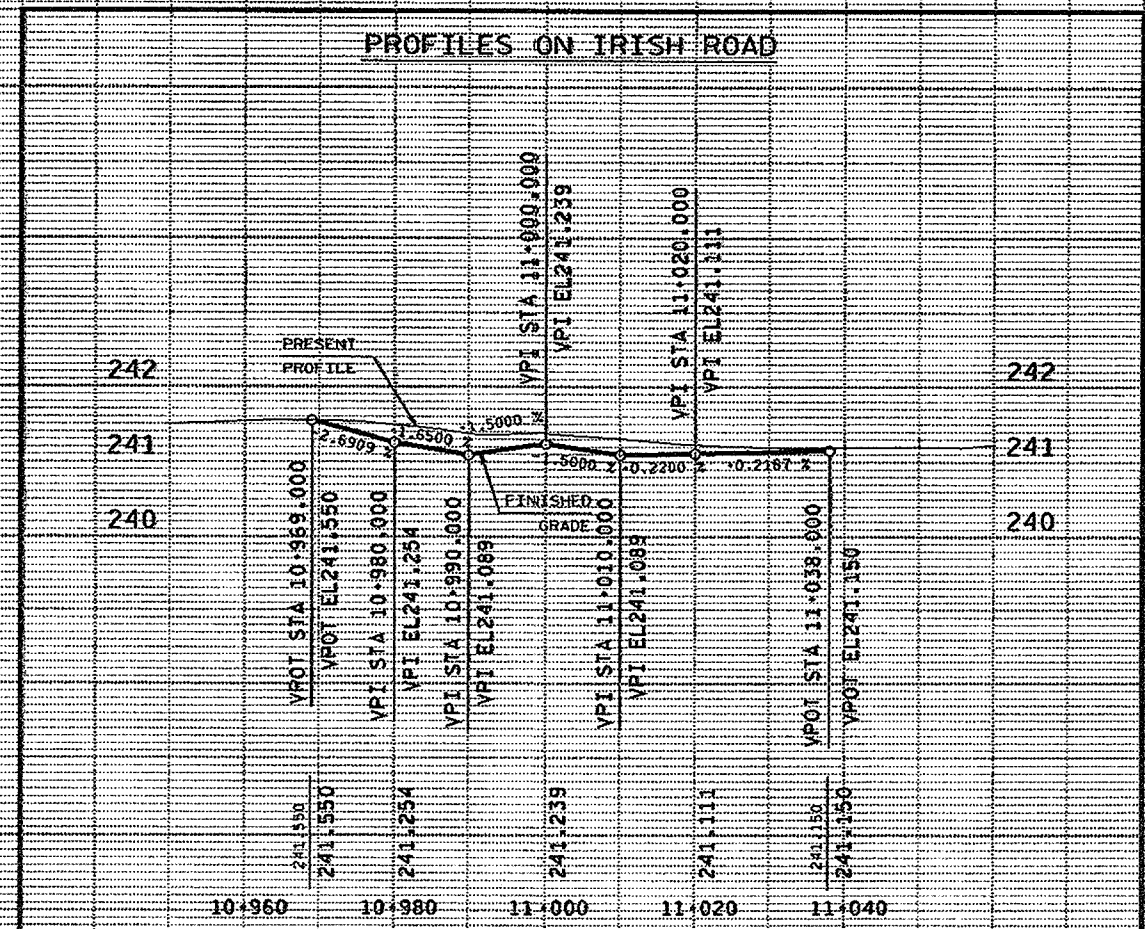 PROFILES ON IRISH ROAD
VPI STA 11+000.000
VPI EL241.239
VPI STA 11+020.000
VPI EL241.111
PRESENT
PROFILE
242
242
241
241
240
240
2.6909 %
-1.6500 %
+1.5000 %
-1.5000 %
+0.2200 %
+0.2167 %
FINISHED
GRADE
VPOT STA 10+969.000
VPOT EL241.550
VPI STA 10+980.000
VPI EL241.254
VPI STA 10+990.000
VPI EL241.089
VPI STA 11+010.000
VPI EL241.089
VPOT STA 11+038.000
VPOT EL241.150
241.550
241.550
241.254
241.239
241.111
241.150
241.150
10+960
10+980
11+000
11+020
11+040